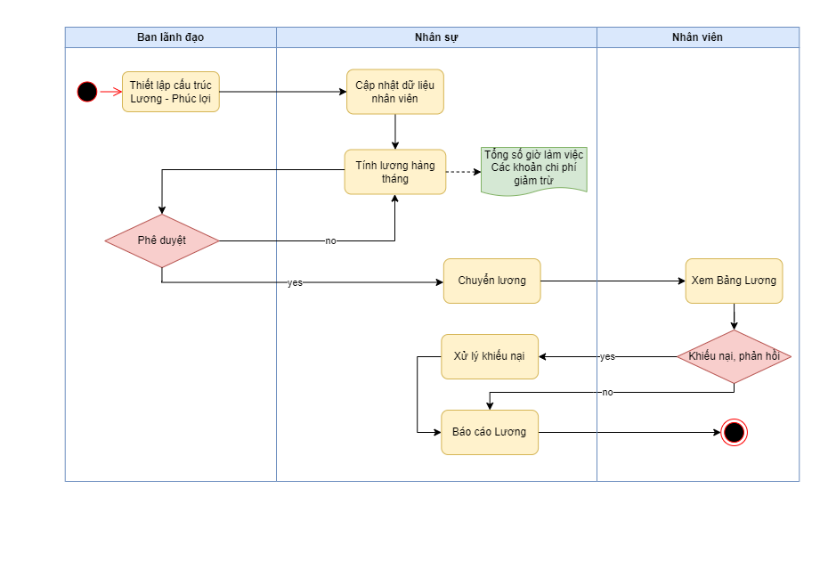 Ban lãnh đạo
Nhân sự
Nhân viên
Thiết lập cấu trúc
Lương - Phúc lợi
Cập nhật dữ liệu
nhân viên
Tính lương hàng
tháng
Tổng số giờ làm việc
Các khoản chi phí
giảm trừ
Phê duyệt
no
yes
Chuyển lương
Xem Bảng Lương
Xử lý khiếu nại
yes
Khiếu nại, phản hồi
no
Báo cáo Lương